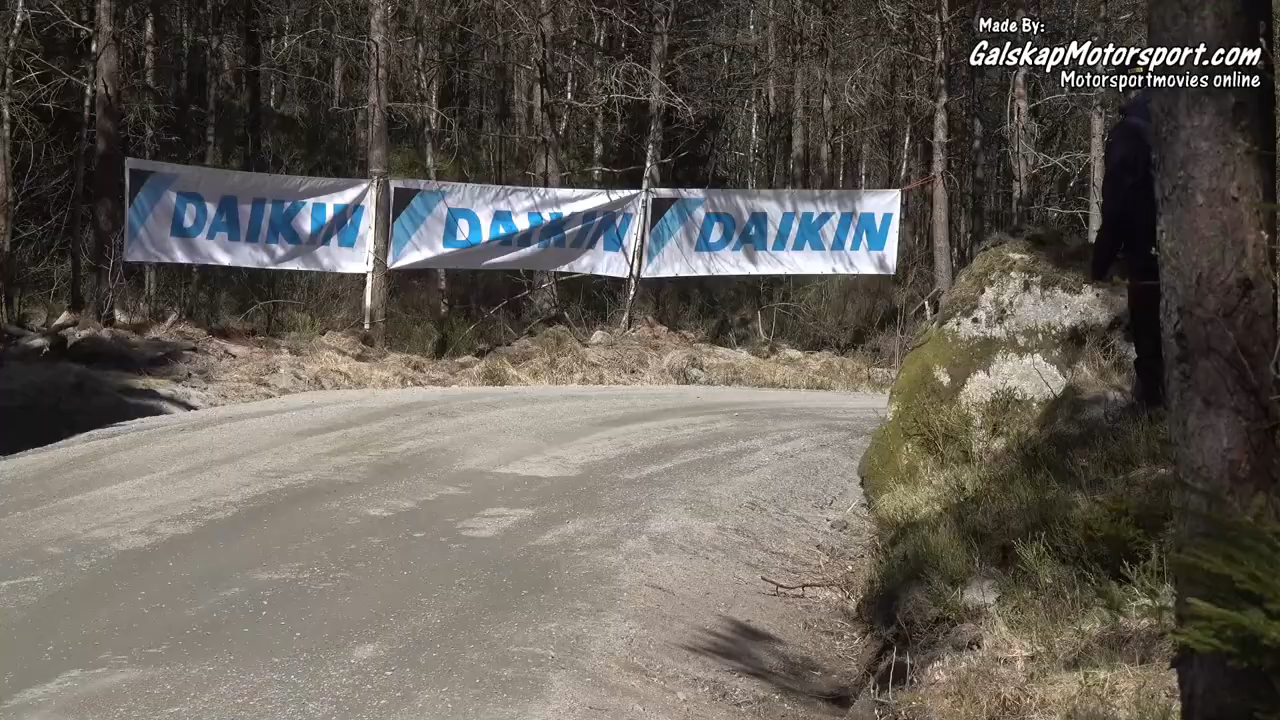 Made By:
GalskapMotorsport.com
Motorsportmovies online
DAIKIN
DAIKIN
DAIKIN